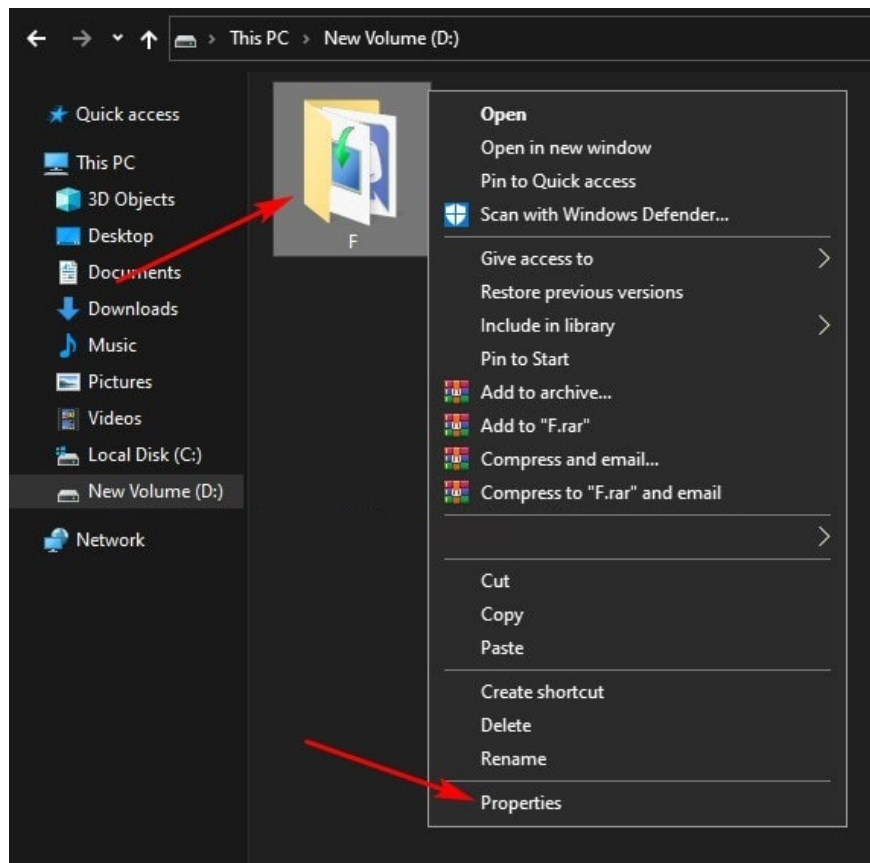 This PC > New Volume (D:)
Quick access
This PC
3D Objects
Desktop
Documents
Downloads
Music
Pictures
Videos
Local Disk (C:)
New Volume (D:)
Network
F
Open
Open in new window
Pin to Quick access
Scan with Windows Defender...
Give access to
Restore previous versions
Include in library
Pin to Start
Add to archive...
Add to "F.rar"
Compress and email...
Compress to "F.rar" and email
Cut
Copy
Paste
Create shortcut
Delete
Rename
Properties